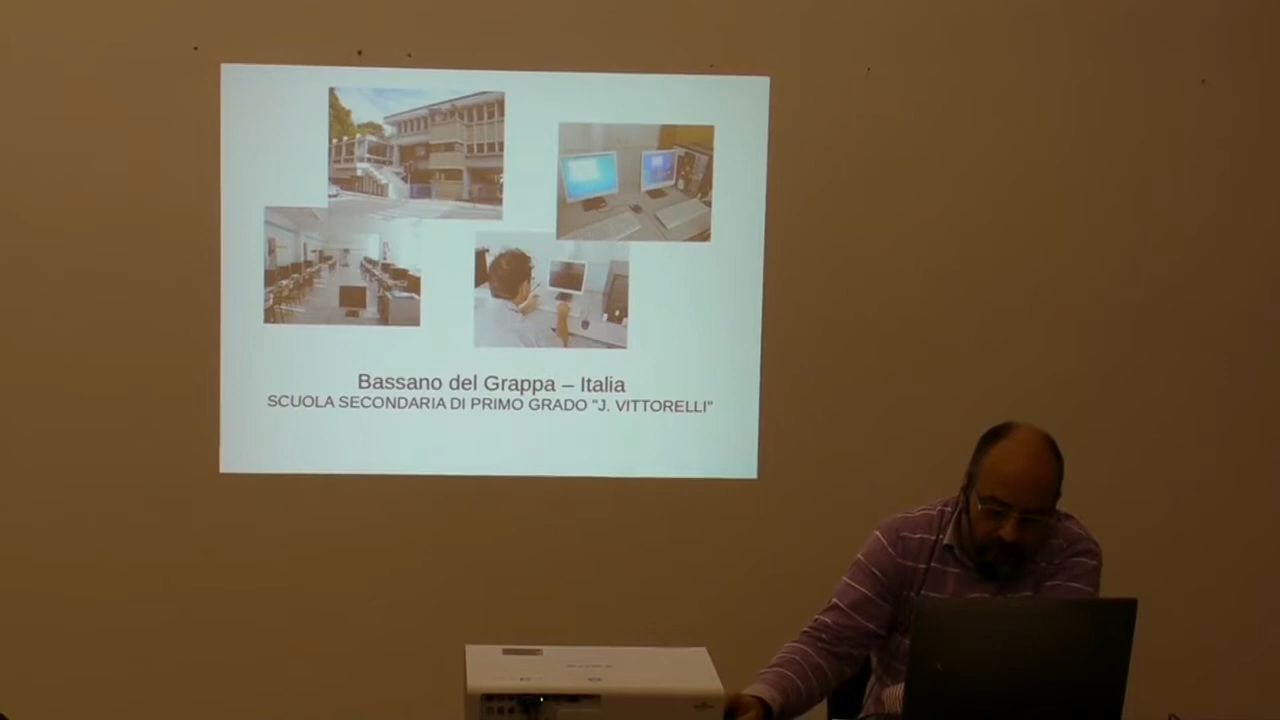 Bassano del Grappa – Italia
SCUOLA SECONDARIA DI PRIMO GRADO "J. VITTORELLI"